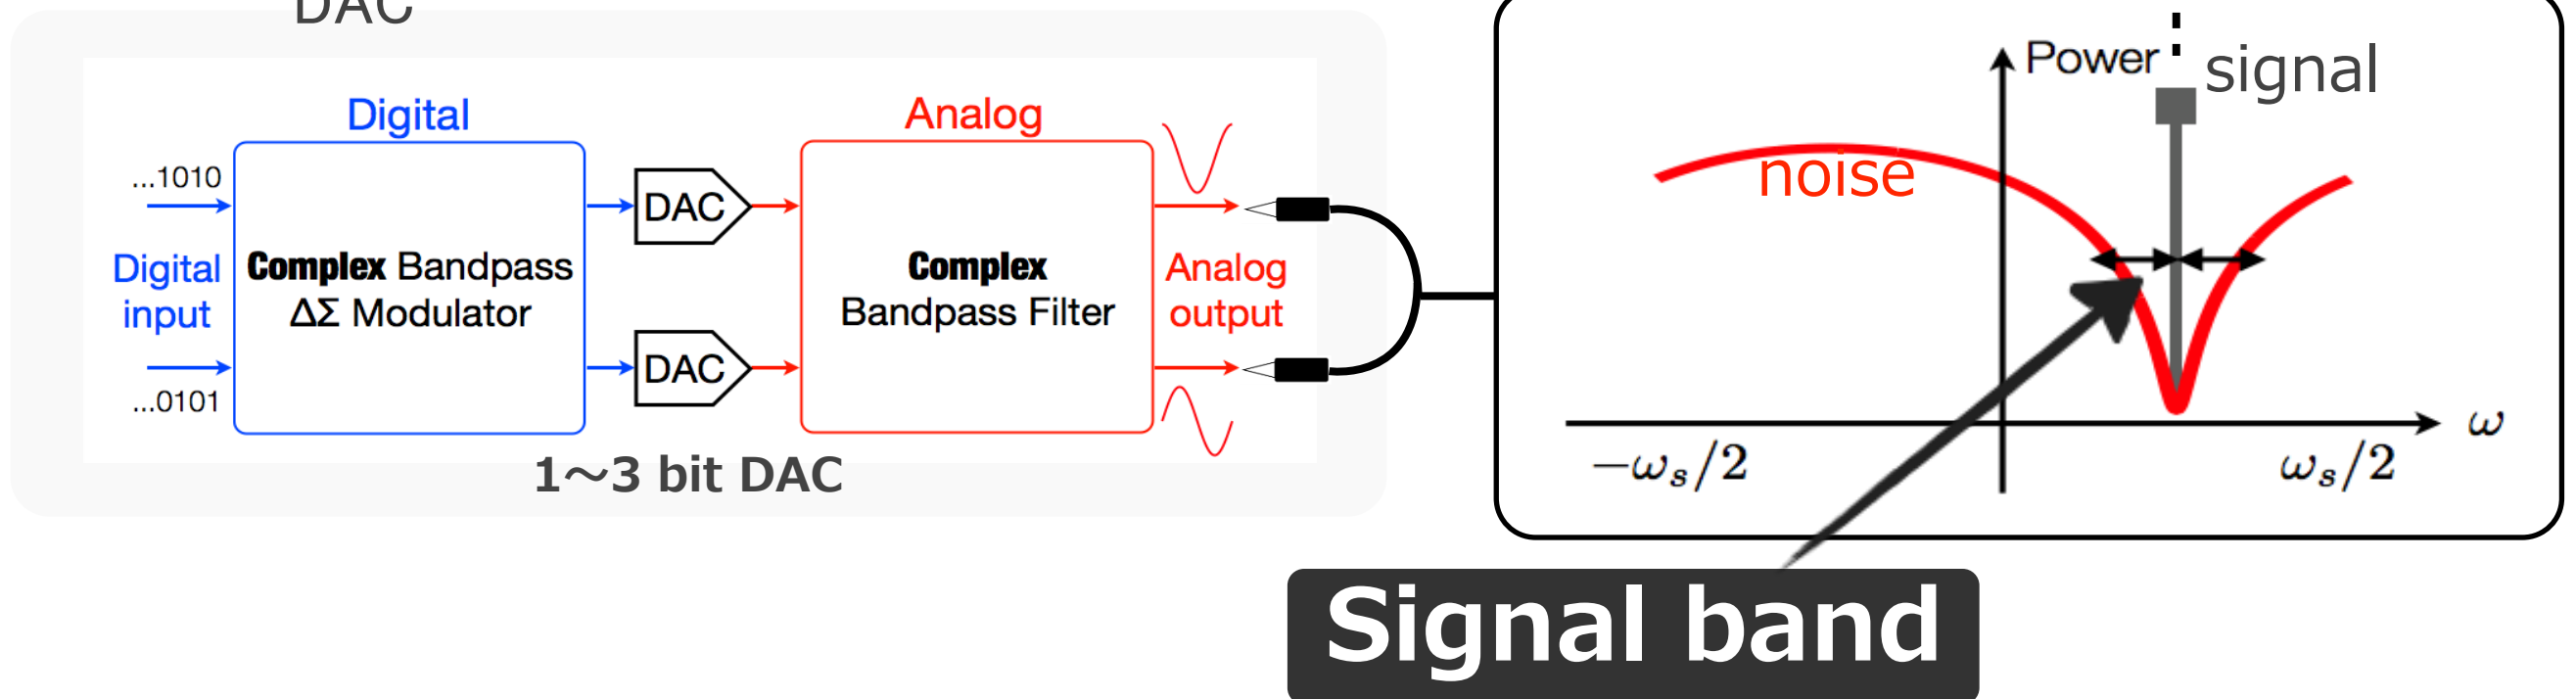 DAC
Digital
Analog
...1010
DAC
Digital
input
Complex Bandpass
ΔΣ Modulator
Complex
Bandpass Filter
Analog
output
DAC
...0101
1～3 bit DAC
Power
signal
noise
ω
−ωₛ/2
ωₛ/2
Signal band